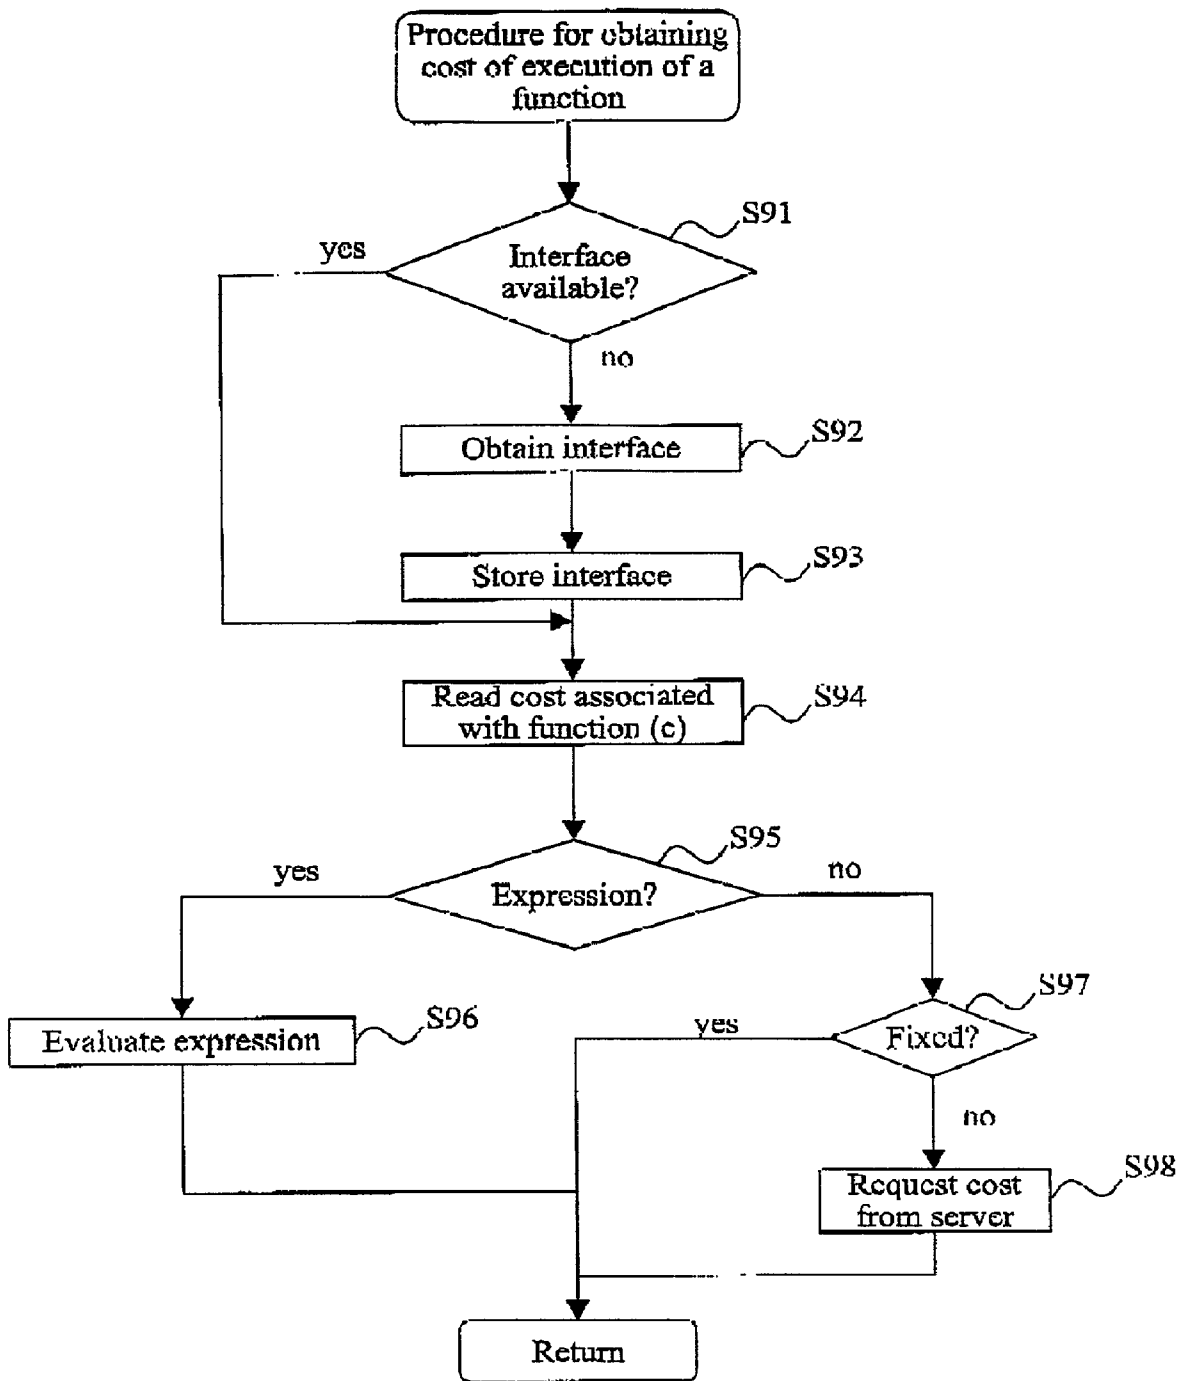 Procedure for obtaining
cost of execution of a
function
S91
yes
Interface
available?
no
S92
Obtain interface
S93
Store interface
S94
Read cost associated
with function (c)
S95
yes
Expression?
no
S97
S96
Evaluate expression
yes
Fixed?
no
S98
Request cost
from server
Return